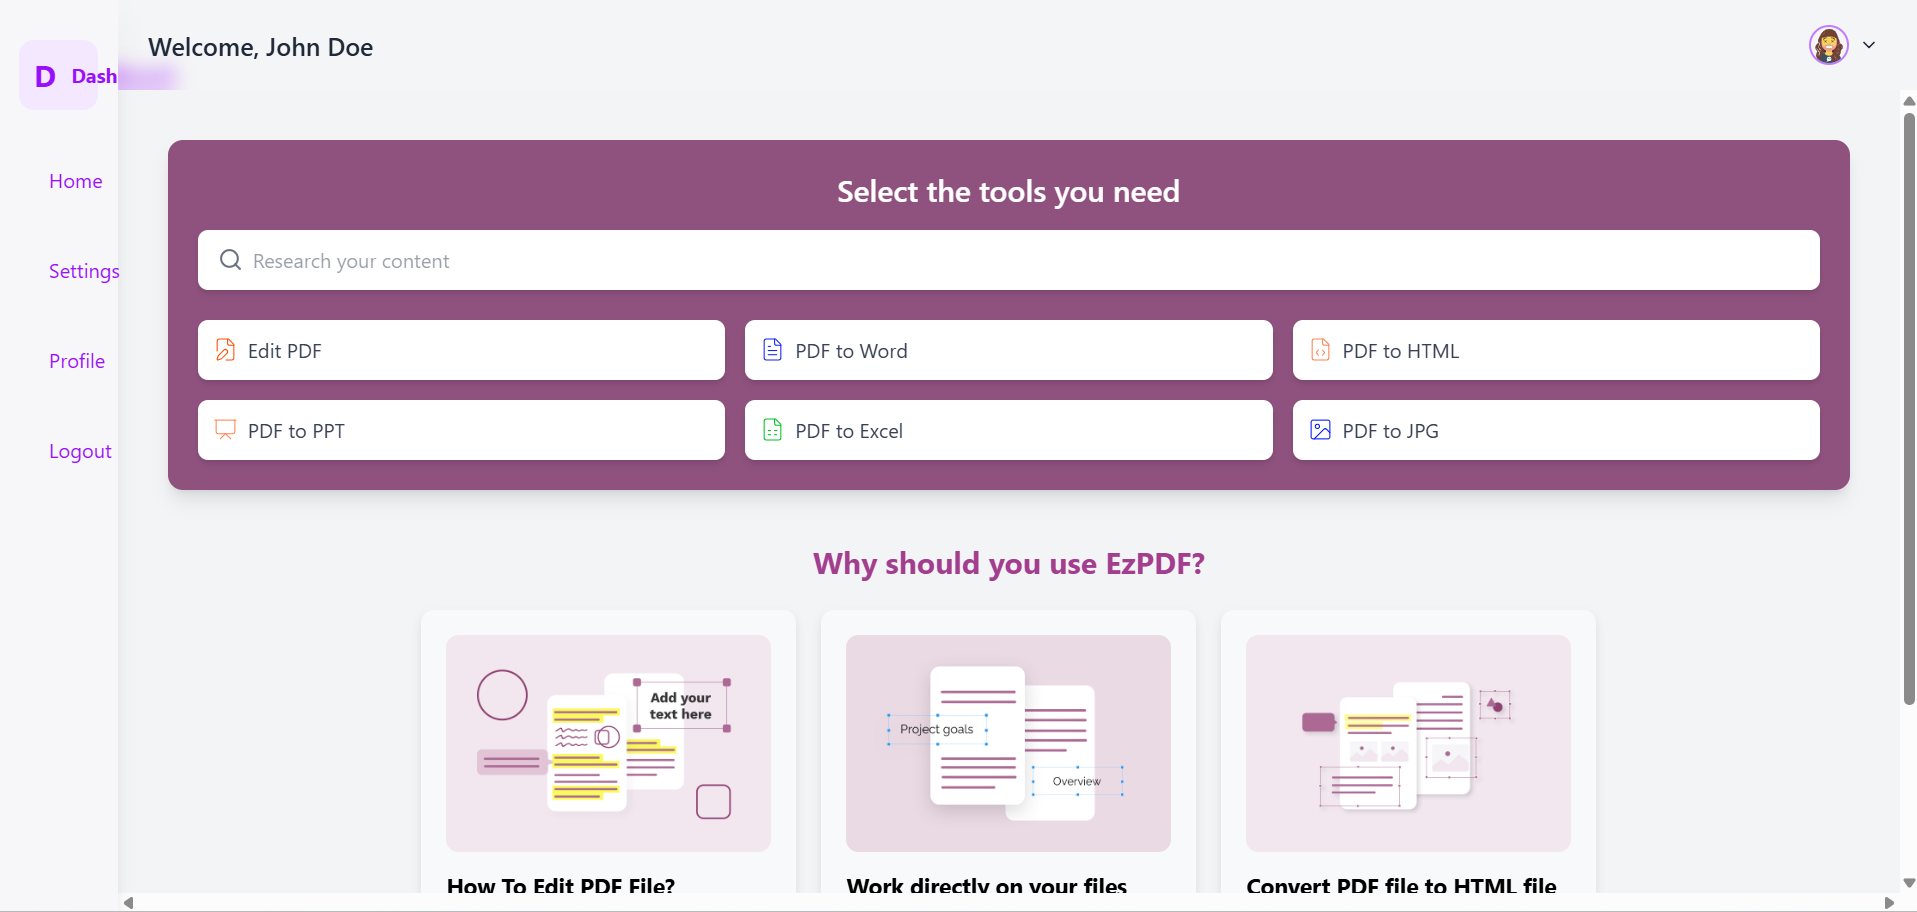 Welcome, John Doe
D Dash
Home
Settings
Profile
Logout
Select the tools you need
Research your content
Edit PDF
PDF to Word
PDF to HTML
PDF to PPT
PDF to Excel
PDF to JPG
Why should you use EzPDF?
Add your
text here
Project goals
Overview
How To Edit PDF File?
Work directly on your files
Convert PDF file to HTML file